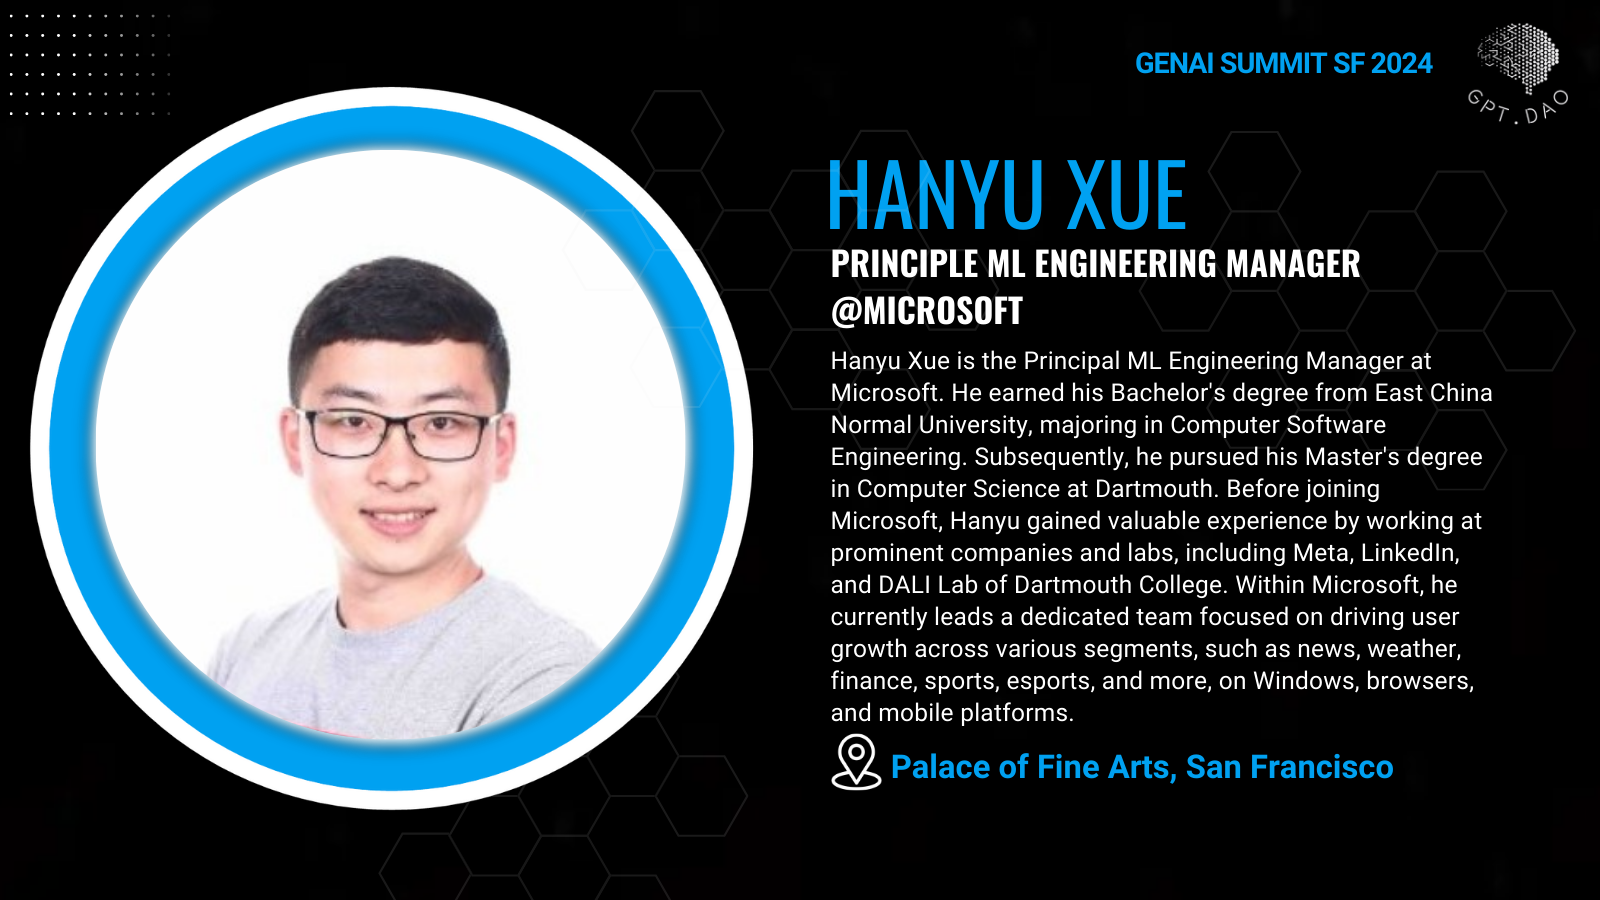 GENAI SUMMIT SF 2024
GPT.DAO
HANYU XUE
PRINCIPLE ML ENGINEERING MANAGER
@MICROSOFT
Hanyu Xue is the Principal ML Engineering Manager at
Microsoft. He earned his Bachelor's degree from East China
Normal University, majoring in Computer Software
Engineering. Subsequently, he pursued his Master's degree
in Computer Science at Dartmouth. Before joining
Microsoft, Hanyu gained valuable experience by working at
prominent companies and labs, including Meta, LinkedIn,
and DALI Lab of Dartmouth College. Within Microsoft, he
currently leads a dedicated team focused on driving user
growth across various segments, such as news, weather,
finance, sports, esports, and more, on Windows, browsers,
and mobile platforms.
Palace of Fine Arts, San Francisco